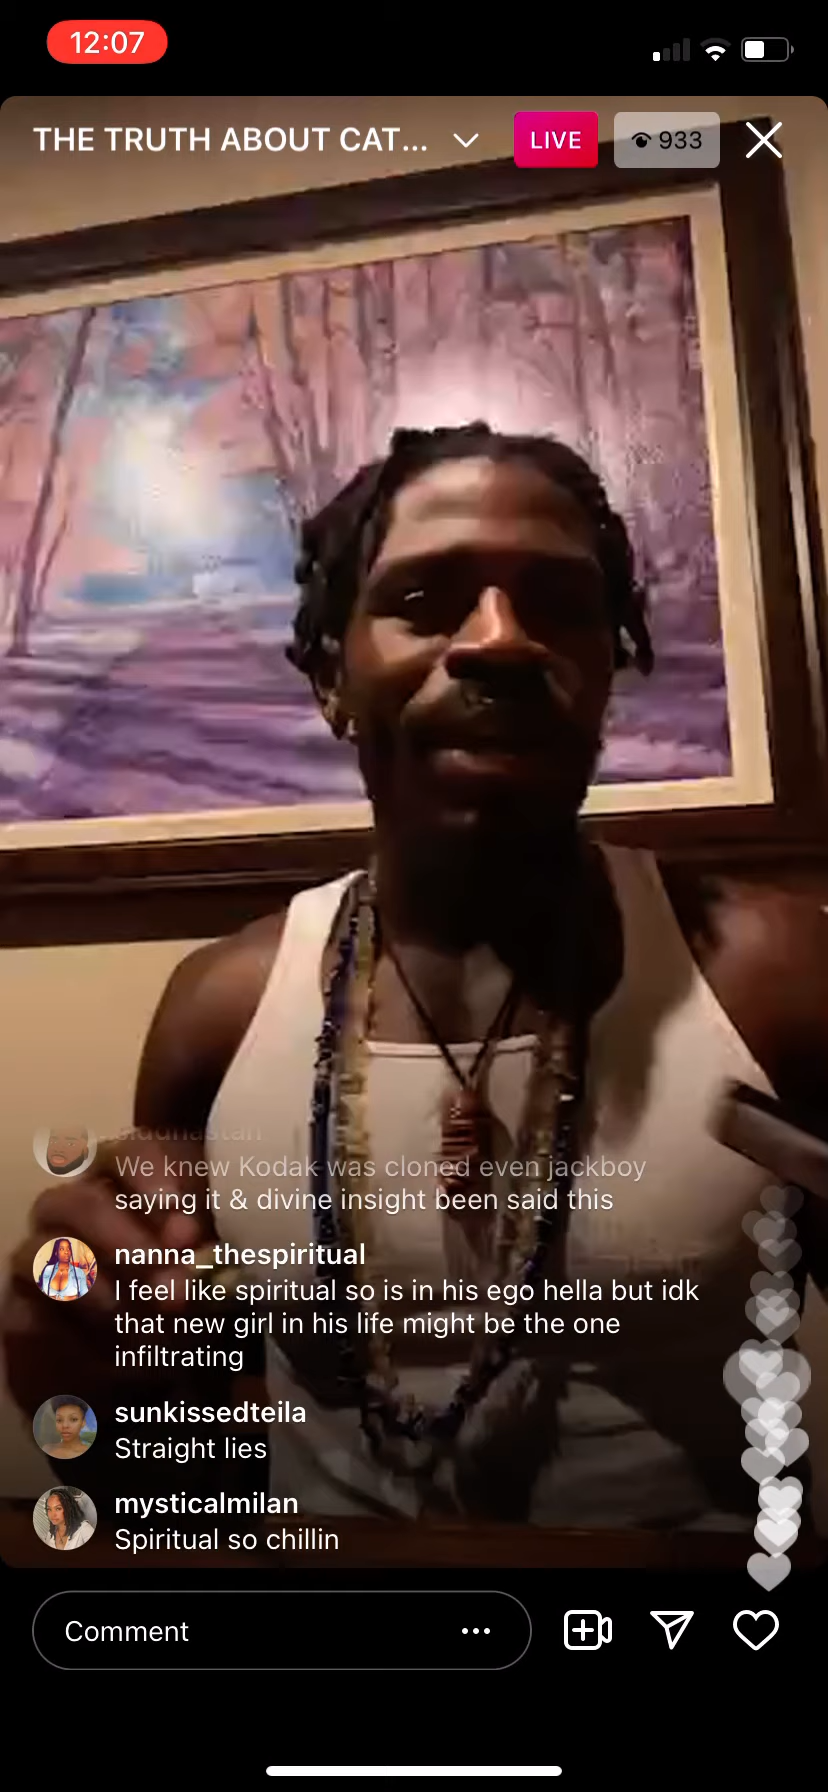 12:07
THE TRUTH ABOUT CAT...
LIVE
933
We knew Kodak was cloned even jackboy
saying it & divine insight been said this
nanna_thespiritual
I feel like spiritual so is in his ego hella but idk
that new girl in his life might be the one
infiltrating
sunkissedteila
Straight lies
mysticalmilan
Spiritual so chillin
Comment